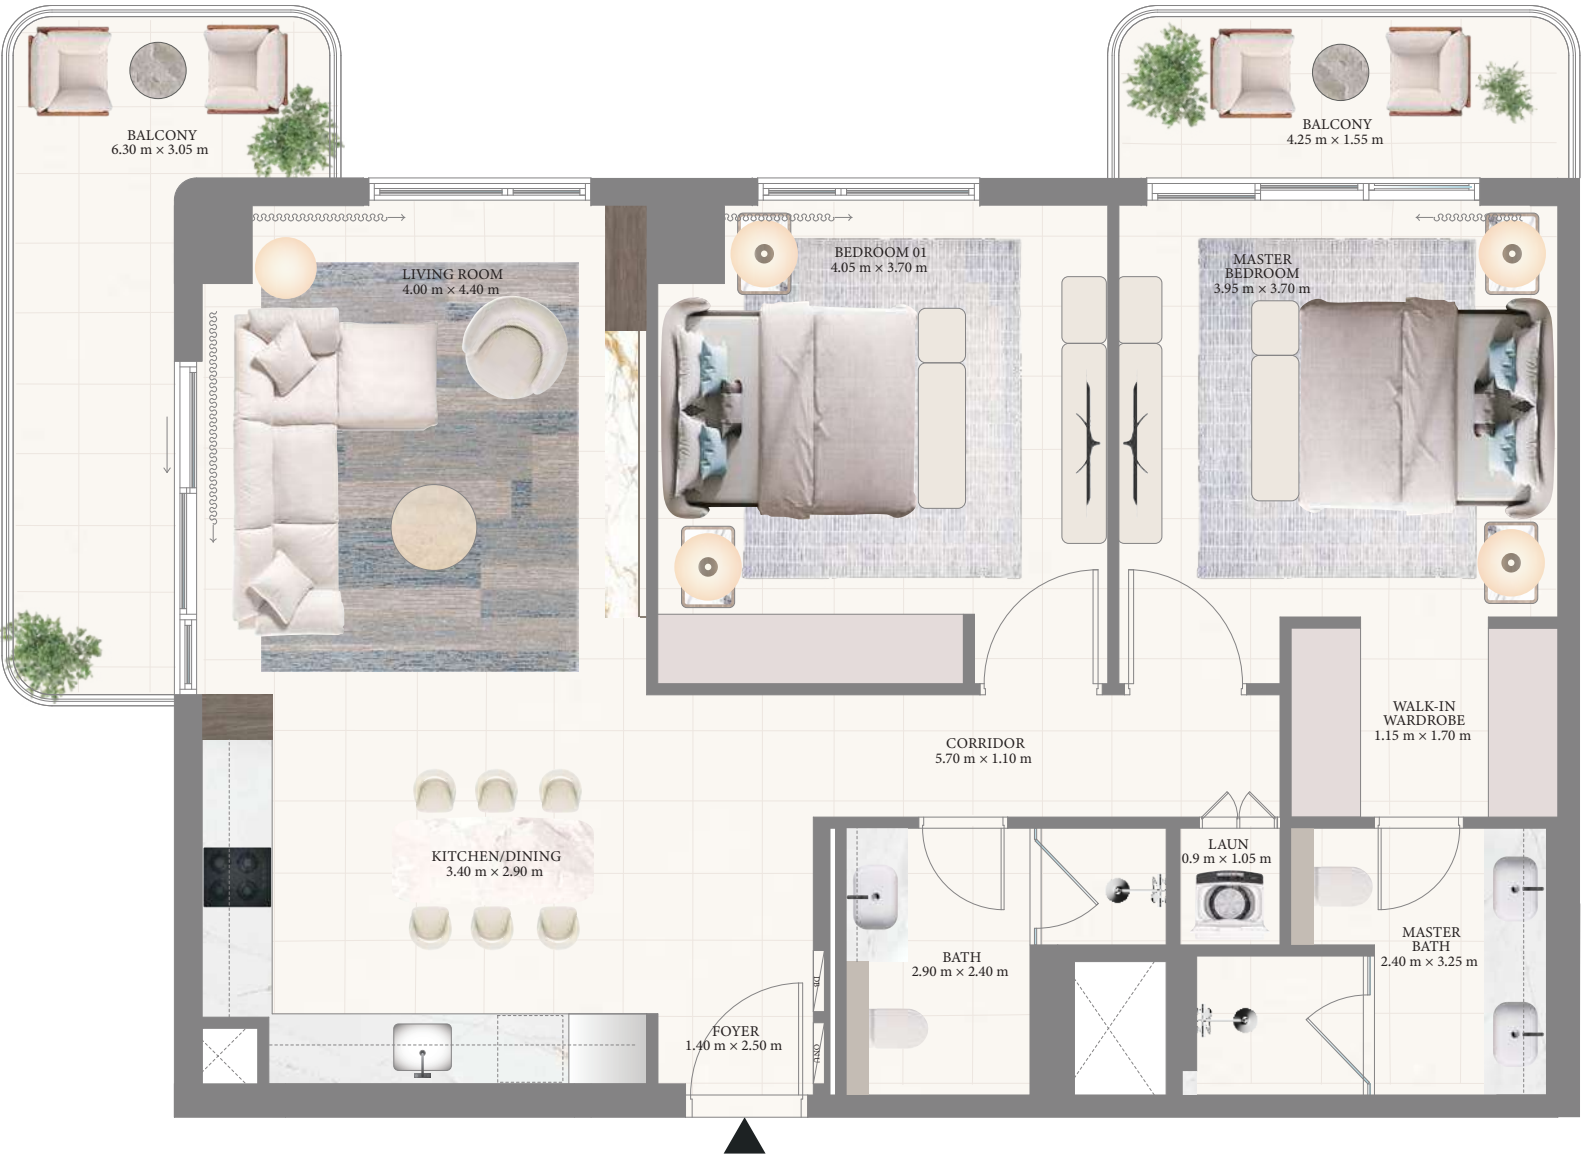 BALCONY
6.30 m × 3.05 m
BALCONY
4.25 m × 1.55 m
LIVING ROOM
4.00 m × 4.40 m
BEDROOM 01
4.05 m × 3.70 m
MASTER
BEDROOM
3.95 m × 3.70 m
WALK-IN
WARDROBE
1.15 m × 1.70 m
CORRIDOR
5.70 m × 1.10 m
KITCHEN/DINING
3.40 m × 2.90 m
LAUN
0.9 m × 1.05 m
BATH
2.90 m × 2.40 m
MASTER
BATH
2.40 m × 3.25 m
DB
FOYER
1.40 m × 2.50 m
ONU